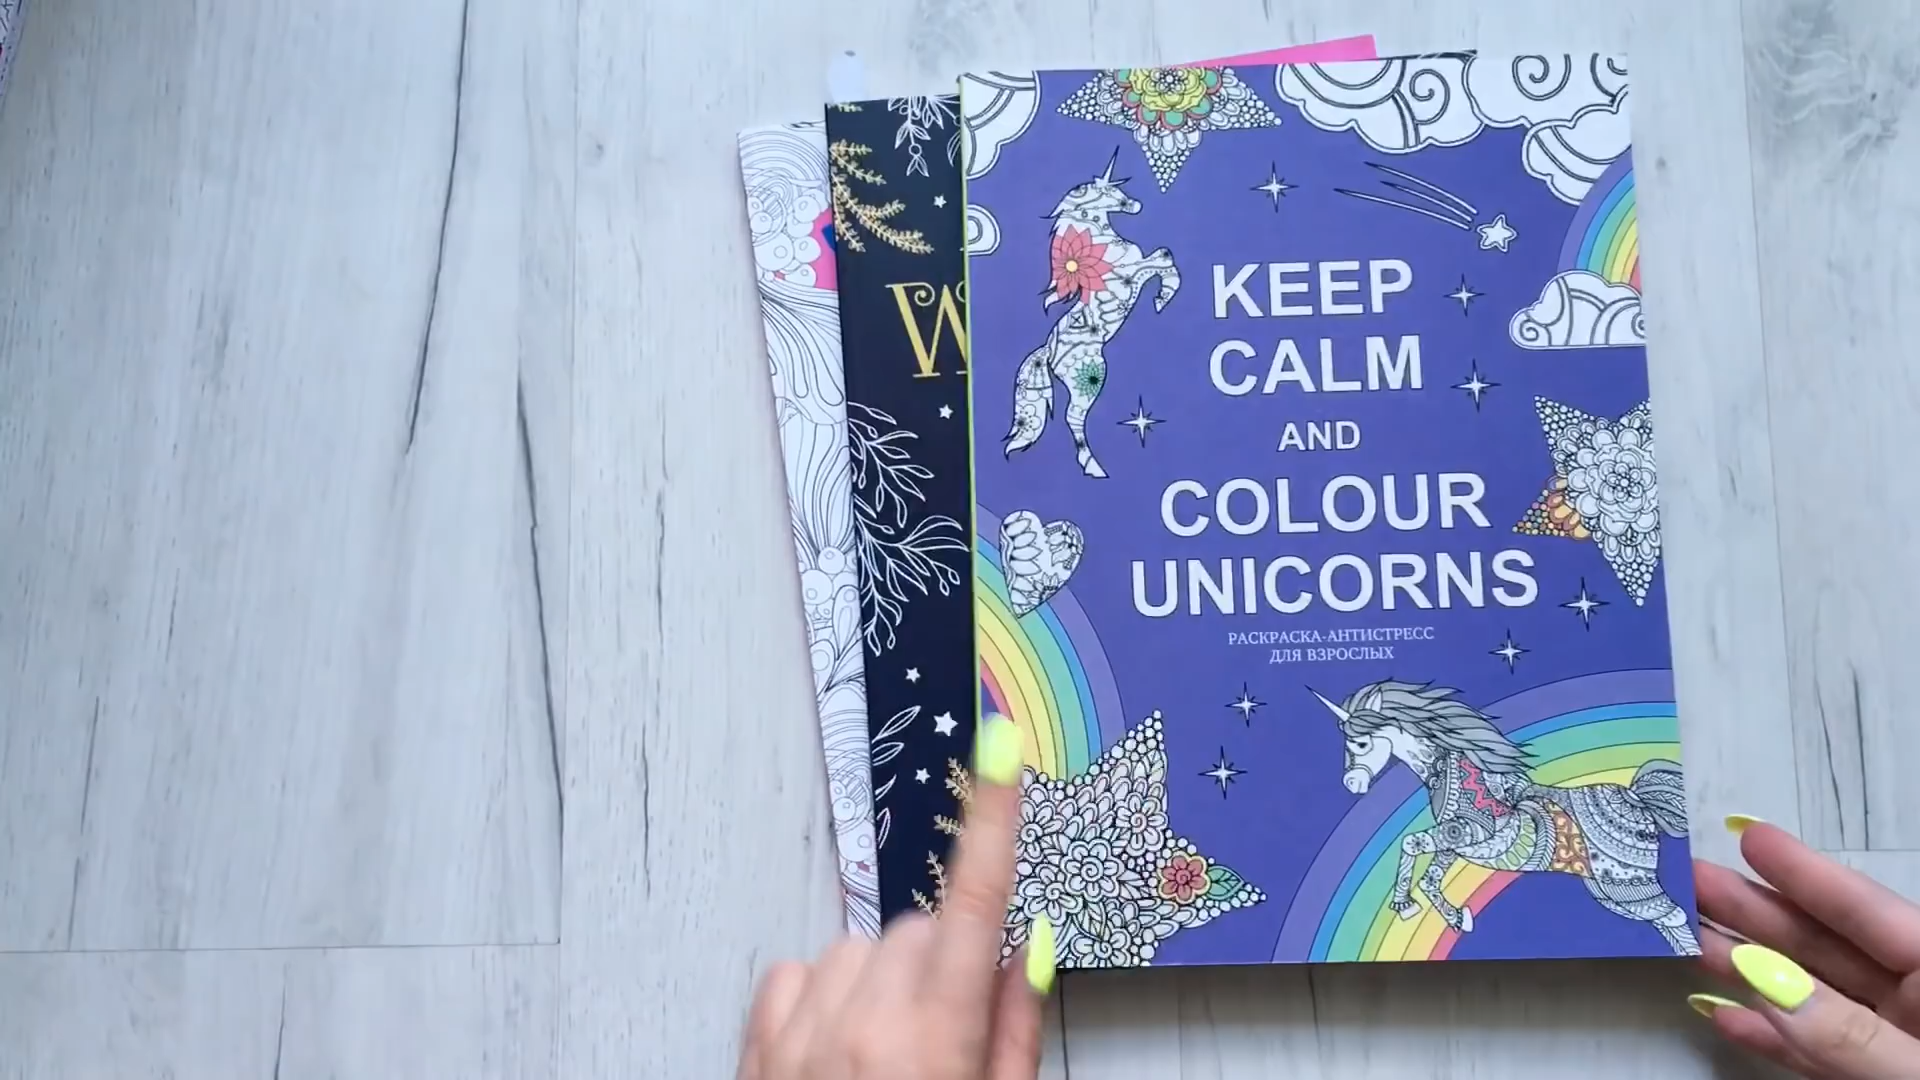 KEEP
CALM
AND
COLOUR
UNICORNS
РАСКРАСКА-АНТИСТРЕСС
ДЛЯ ВЗРОСЛЫХ